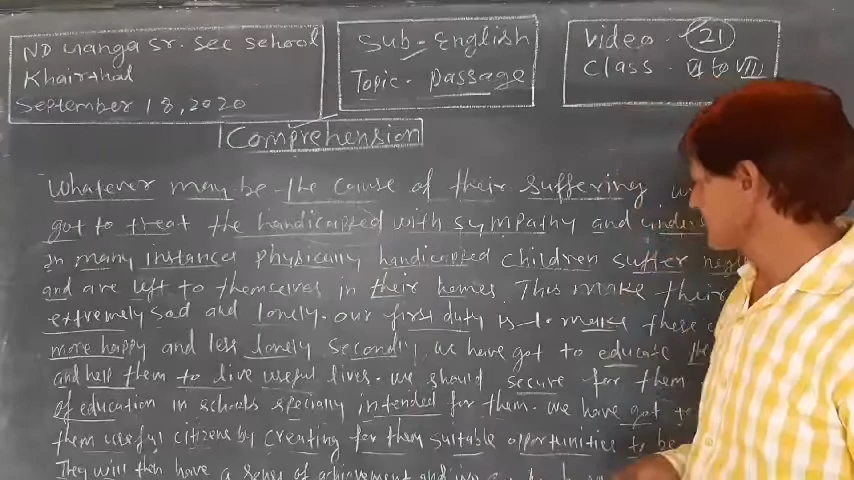 ND Ganga sr. sec school
Khairthal
September 18, 2020
Sub - English
Topic - passage
Video - 21
Class - VI to VIII
Comprehension
Whatever may be the cause of their suffering
got to treat the handicapped with sympathy and
In many instances physically handicapped children suffer
and are left to themselves in their homes. This make their
extremely sad and lonely. our first duty is to make these
more happy and less lonely secondly, we have got to educate
and help them to live useful lives. we should secure for them
of education in schools specially intended for them. we have got to
them useful citizens by creating for them suitable opportunities to be
They will then have a sense of achievement and